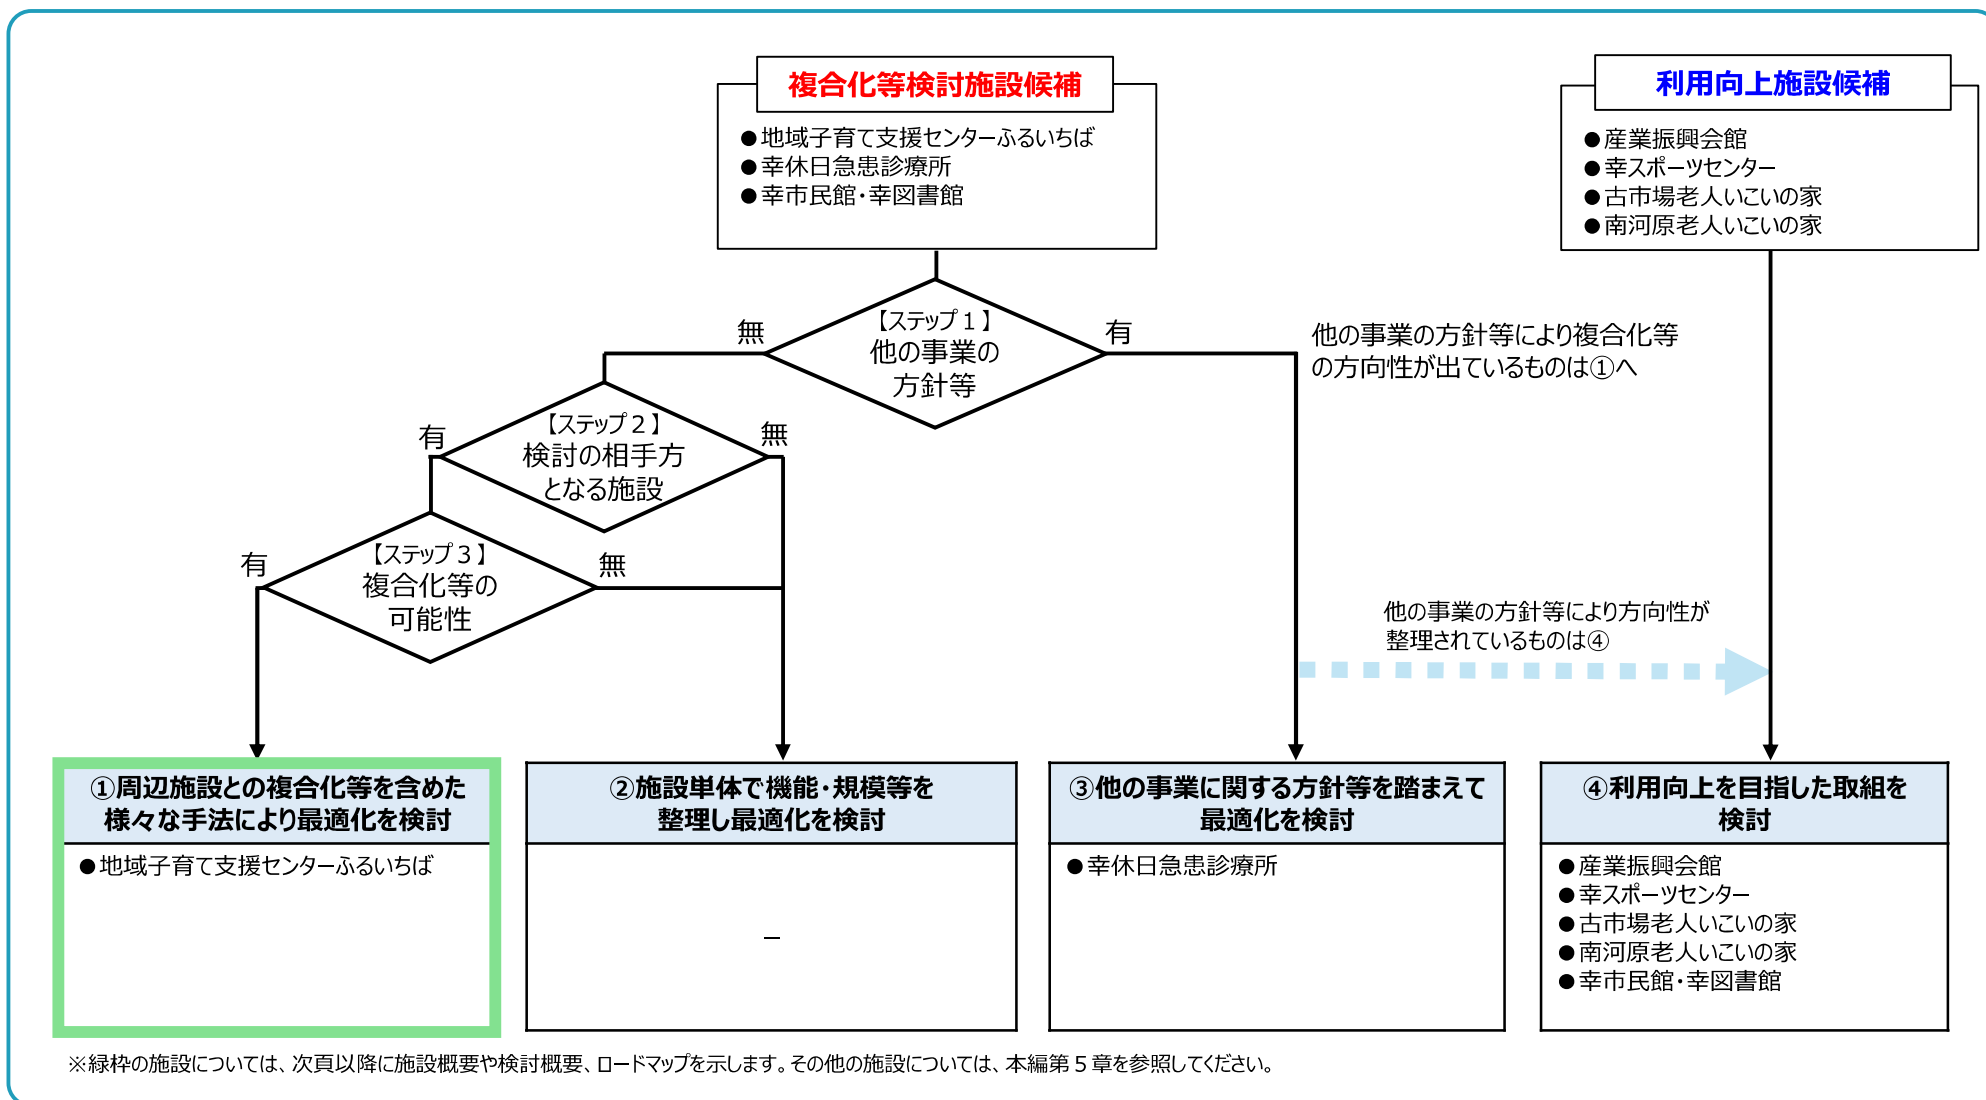 複合化等検討施設候補
●地域子育て支援センターふるいちば
●幸休日急患診療所
●幸市民館・幸図書館
利用向上施設候補
●産業振興会館
●幸スポーツセンター
●古市場老人いこいの家
●南河原老人いこいの家
【ステップ１】
他の事業の
方針等
無
有
他の事業の方針等により複合化等
の方向性が出ているものは①へ
【ステップ２】
検討の相手方
となる施設
有
無
【ステップ３】
複合化等の
可能性
有
無
他の事業の方針等により方向性が
整理されているものは④
①周辺施設との複合化等を含めた
様々な手法により最適化を検討
●地域子育て支援センターふるいちば
②施設単体で機能・規模等を
整理し最適化を検討
－
③他の事業に関する方針等を踏まえて
最適化を検討
●幸休日急患診療所
④利用向上を目指した取組を
検討
●産業振興会館
●幸スポーツセンター
●古市場老人いこいの家
●南河原老人いこいの家
●幸市民館・幸図書館
※緑枠の施設については、次頁以降に施設概要や検討概要、ロードマップを示します。その他の施設については、本編第５章を参照してください。